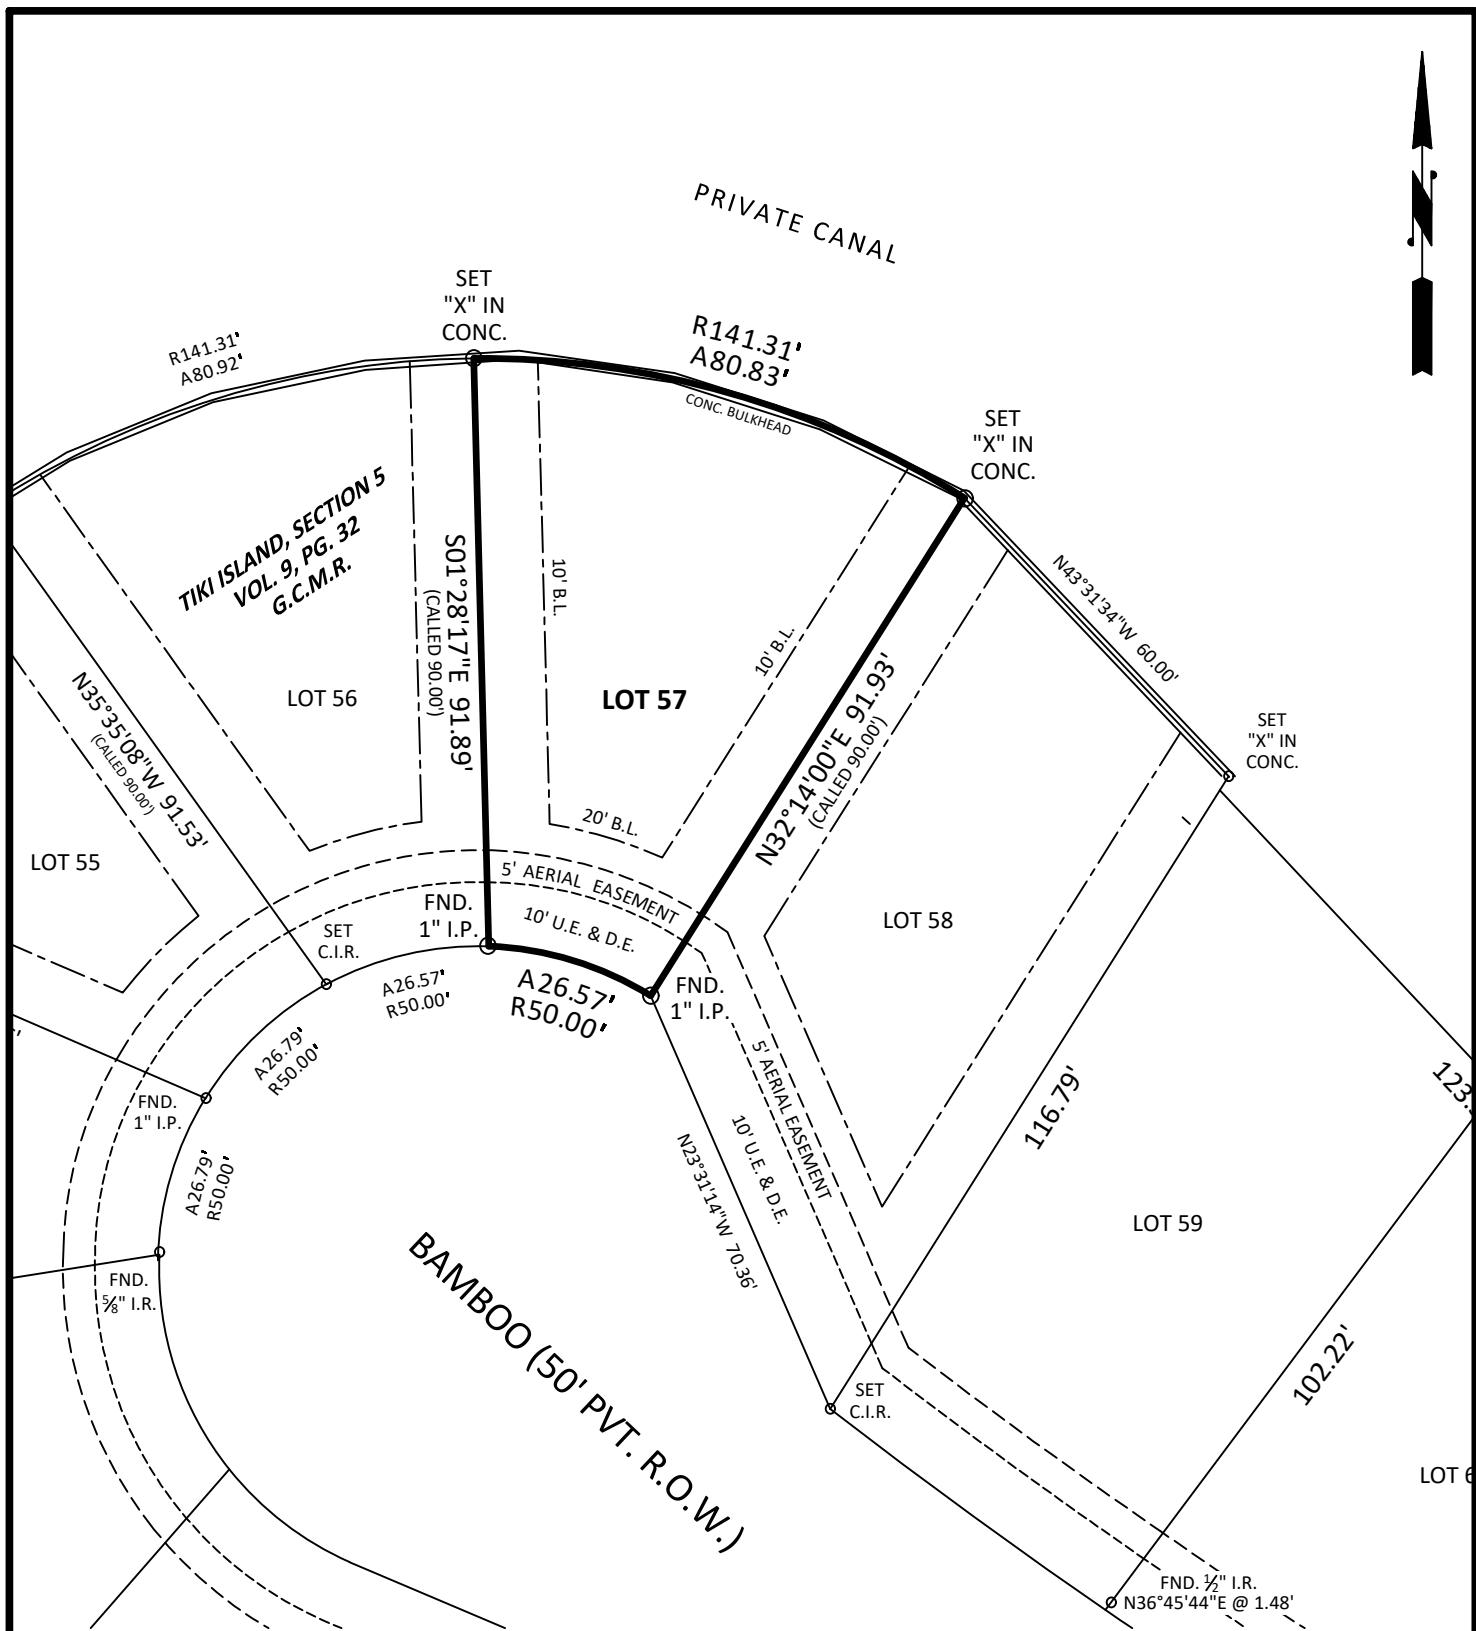 PRIVATE CANAL
SET
"X" IN
CONC.
R141.31'
A80.92'
R141.31'
A80.83'
CONC. BULKHEAD
SET
"X" IN
CONC.
TIKI ISLAND, SECTION 5
VOL. 9, PG. 32
G.C.M.R.
S01°28'17"E 91.89'
(CALLED 90.00')
10' B.L.
10' B.L.
N43°31'34"W 60.00'
N35°35'08"W 91.53'
(CALLED 90.00')
LOT 56
LOT 57
N32°14'00"E 91.93'
(CALLED 90.00')
SET
"X" IN
CONC.
20' B.L.
LOT 55
5' AERIAL EASEMENT
FND.
1" I.P.
10' U.E. & D.E.
LOT 58
SET
C.I.R.
A26.57'
R50.00'
A26.57'
R50.00'
FND.
1" I.P.
A26.79'
R50.00'
FND.
1" I.P.
5' AERIAL EASEMENT
10' U.E. & D.E.
N23°31'14"W 70.36'
116.79'
123.
A26.79'
R50.00'
LOT 59
FND.
⅝" I.R.
BAMBOO (50' PVT. R.O.W.)
102.22'
SET
C.I.R.
LOT 6
FND. ½" I.R.
N36°45'44"E @ 1.48'
N